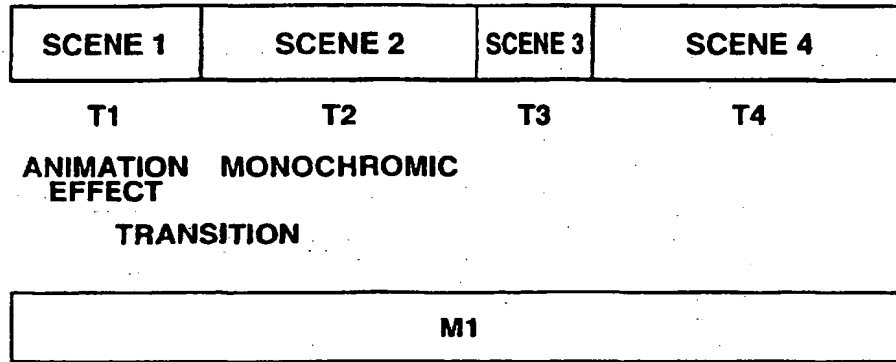 SCENE 1 SCENE 2 SCENE 3 SCENE 4
T1 T2 T3 T4
ANIMATION MONOCHROMIC
EFFECT
TRANSITION
M1